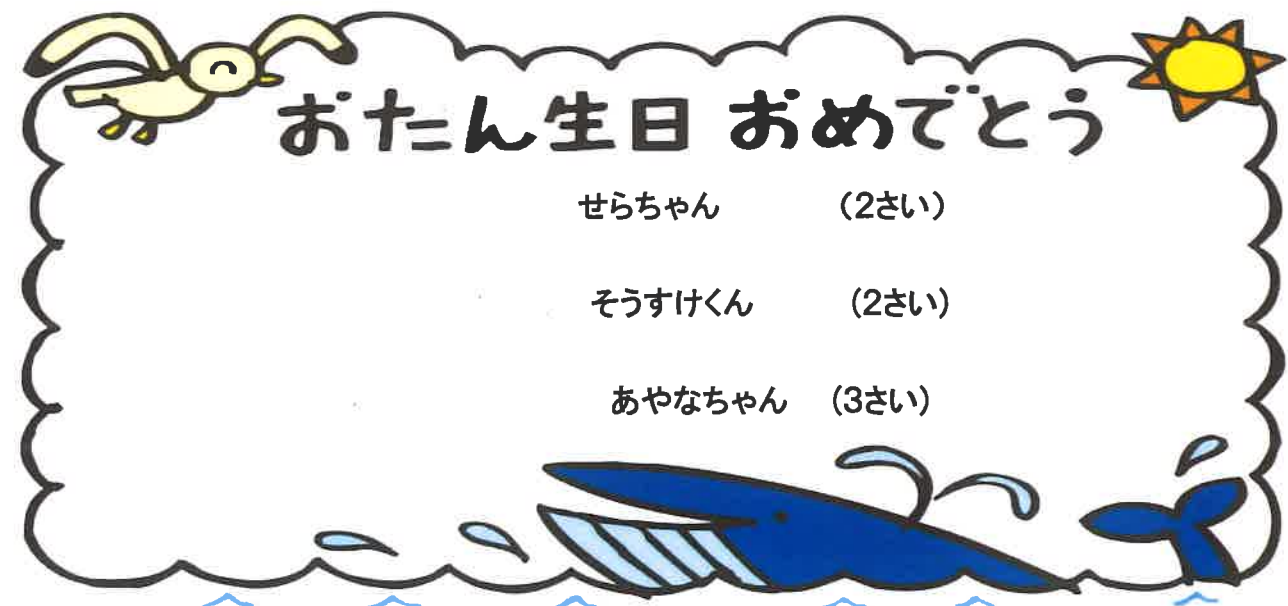 おたん生日 おめでとう
せらちゃん （2さい）
そうすけくん （2さい）
あやなちゃん （3さい）